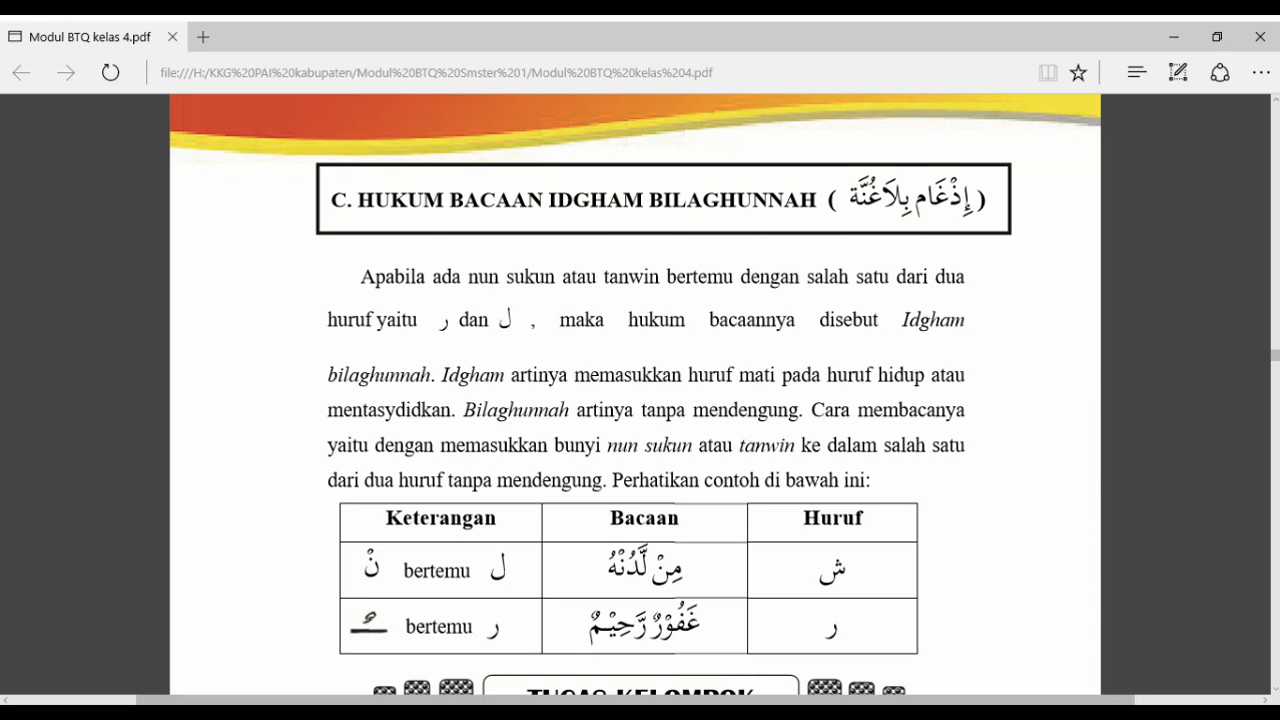 Modul BTQ kelas 4.pdf
file:///H:/KKG%20PAI%20kabupaten/Modul%20BTQ%20Smster%201/Modul%20BTQ%20kelas%204.pdf
C. HUKUM BACAAN IDGHAM BILAGHUNNAH ( إِذْغَام بِلاَغُنَّة )
Apabila ada nun sukun atau tanwin bertemu dengan salah satu dari dua
huruf yaitu ر dan ل , maka hukum bacaannya disebut Idgham
bilaghunnah. Idgham artinya memasukkan huruf mati pada huruf hidup atau
mentasydidkan. Bilaghunnah artinya tanpa mendengung. Cara membacanya
yaitu dengan memasukkan bunyi nun sukun atau tanwin ke dalam salah satu
dari dua huruf tanpa mendengung. Perhatikan contoh di bawah ini:
Keterangan Bacaan Huruf
نْ bertemu ل مِنْ لَّدُنْهُ ش
ـٌـ bertemu ر غَفُوْرٌ رَّحِيْمٌ ر
TUGAS KELOMPOK